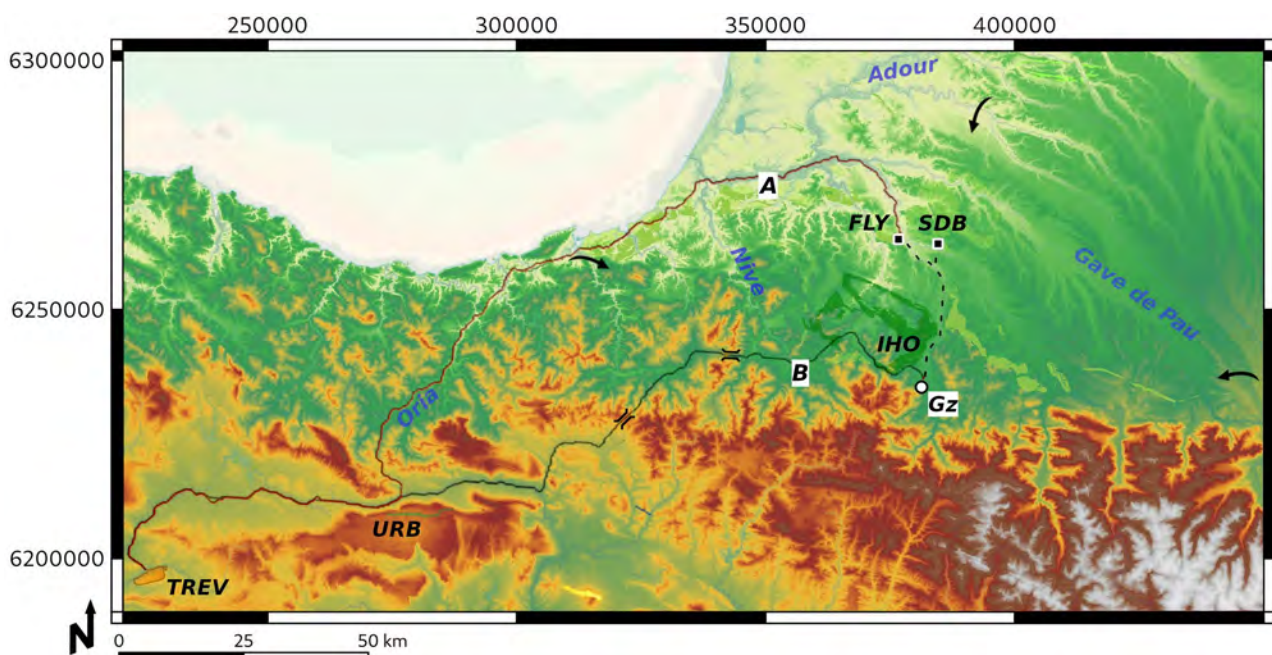 250000 300000 350000 400000
6300000
Adour
A
FLY SDB
Nive
Gave de Pau
6250000
IHO
B
Gz
Oria
URB
6200000
TREV
N
0 25 50 km